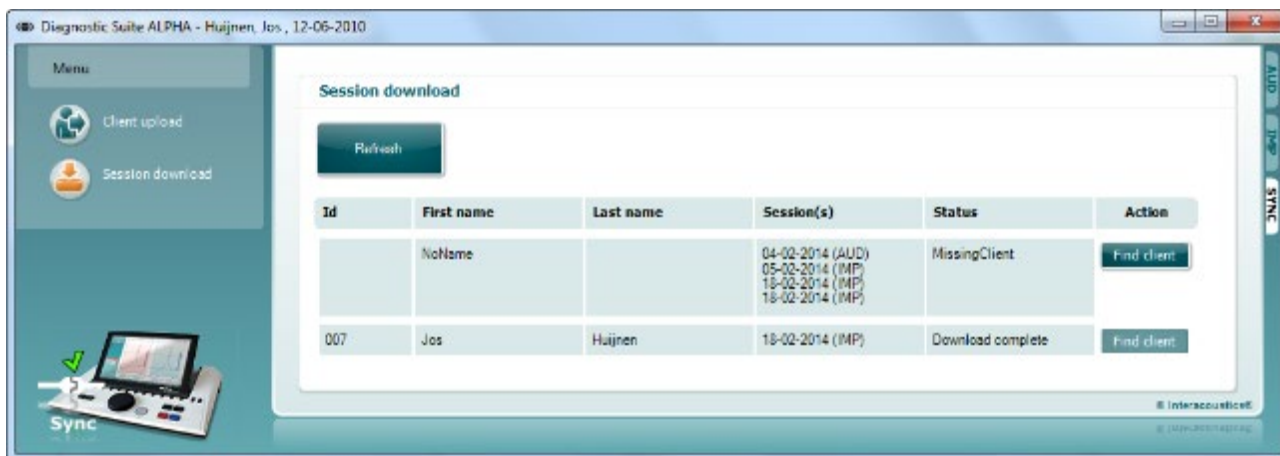 Diagnostic Suite ALPHA - Huijnen, Jos , 12-06-2010
Menu
Client upload
Session download
Sync
Session download
Refresh
Id First name Last name Session(s) Status Action
NoName 04-02-2014 (AUD) MissingClient Find client
05-02-2014 (IMP)
18-02-2014 (IMP)
18-02-2014 (IMP)
007 Jos Huijnen 18-02-2014 (IMP) Download complete Find client
© Interacoustics®
AUD
IMP
SYNC